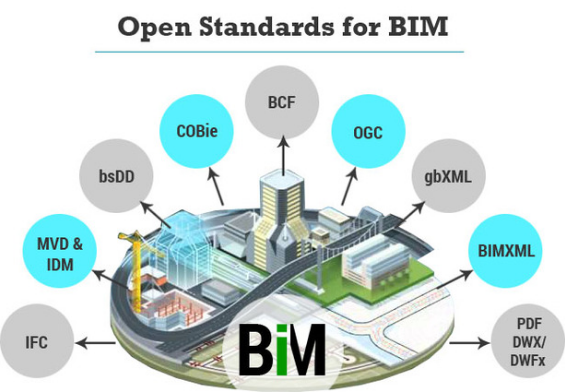 Open Standards for BIM
BCF
COBie
OGC
bsDD
gbXML
MVD &
IDM
BIMXML
IFC
PDF
DWX/
DWFx
BiM